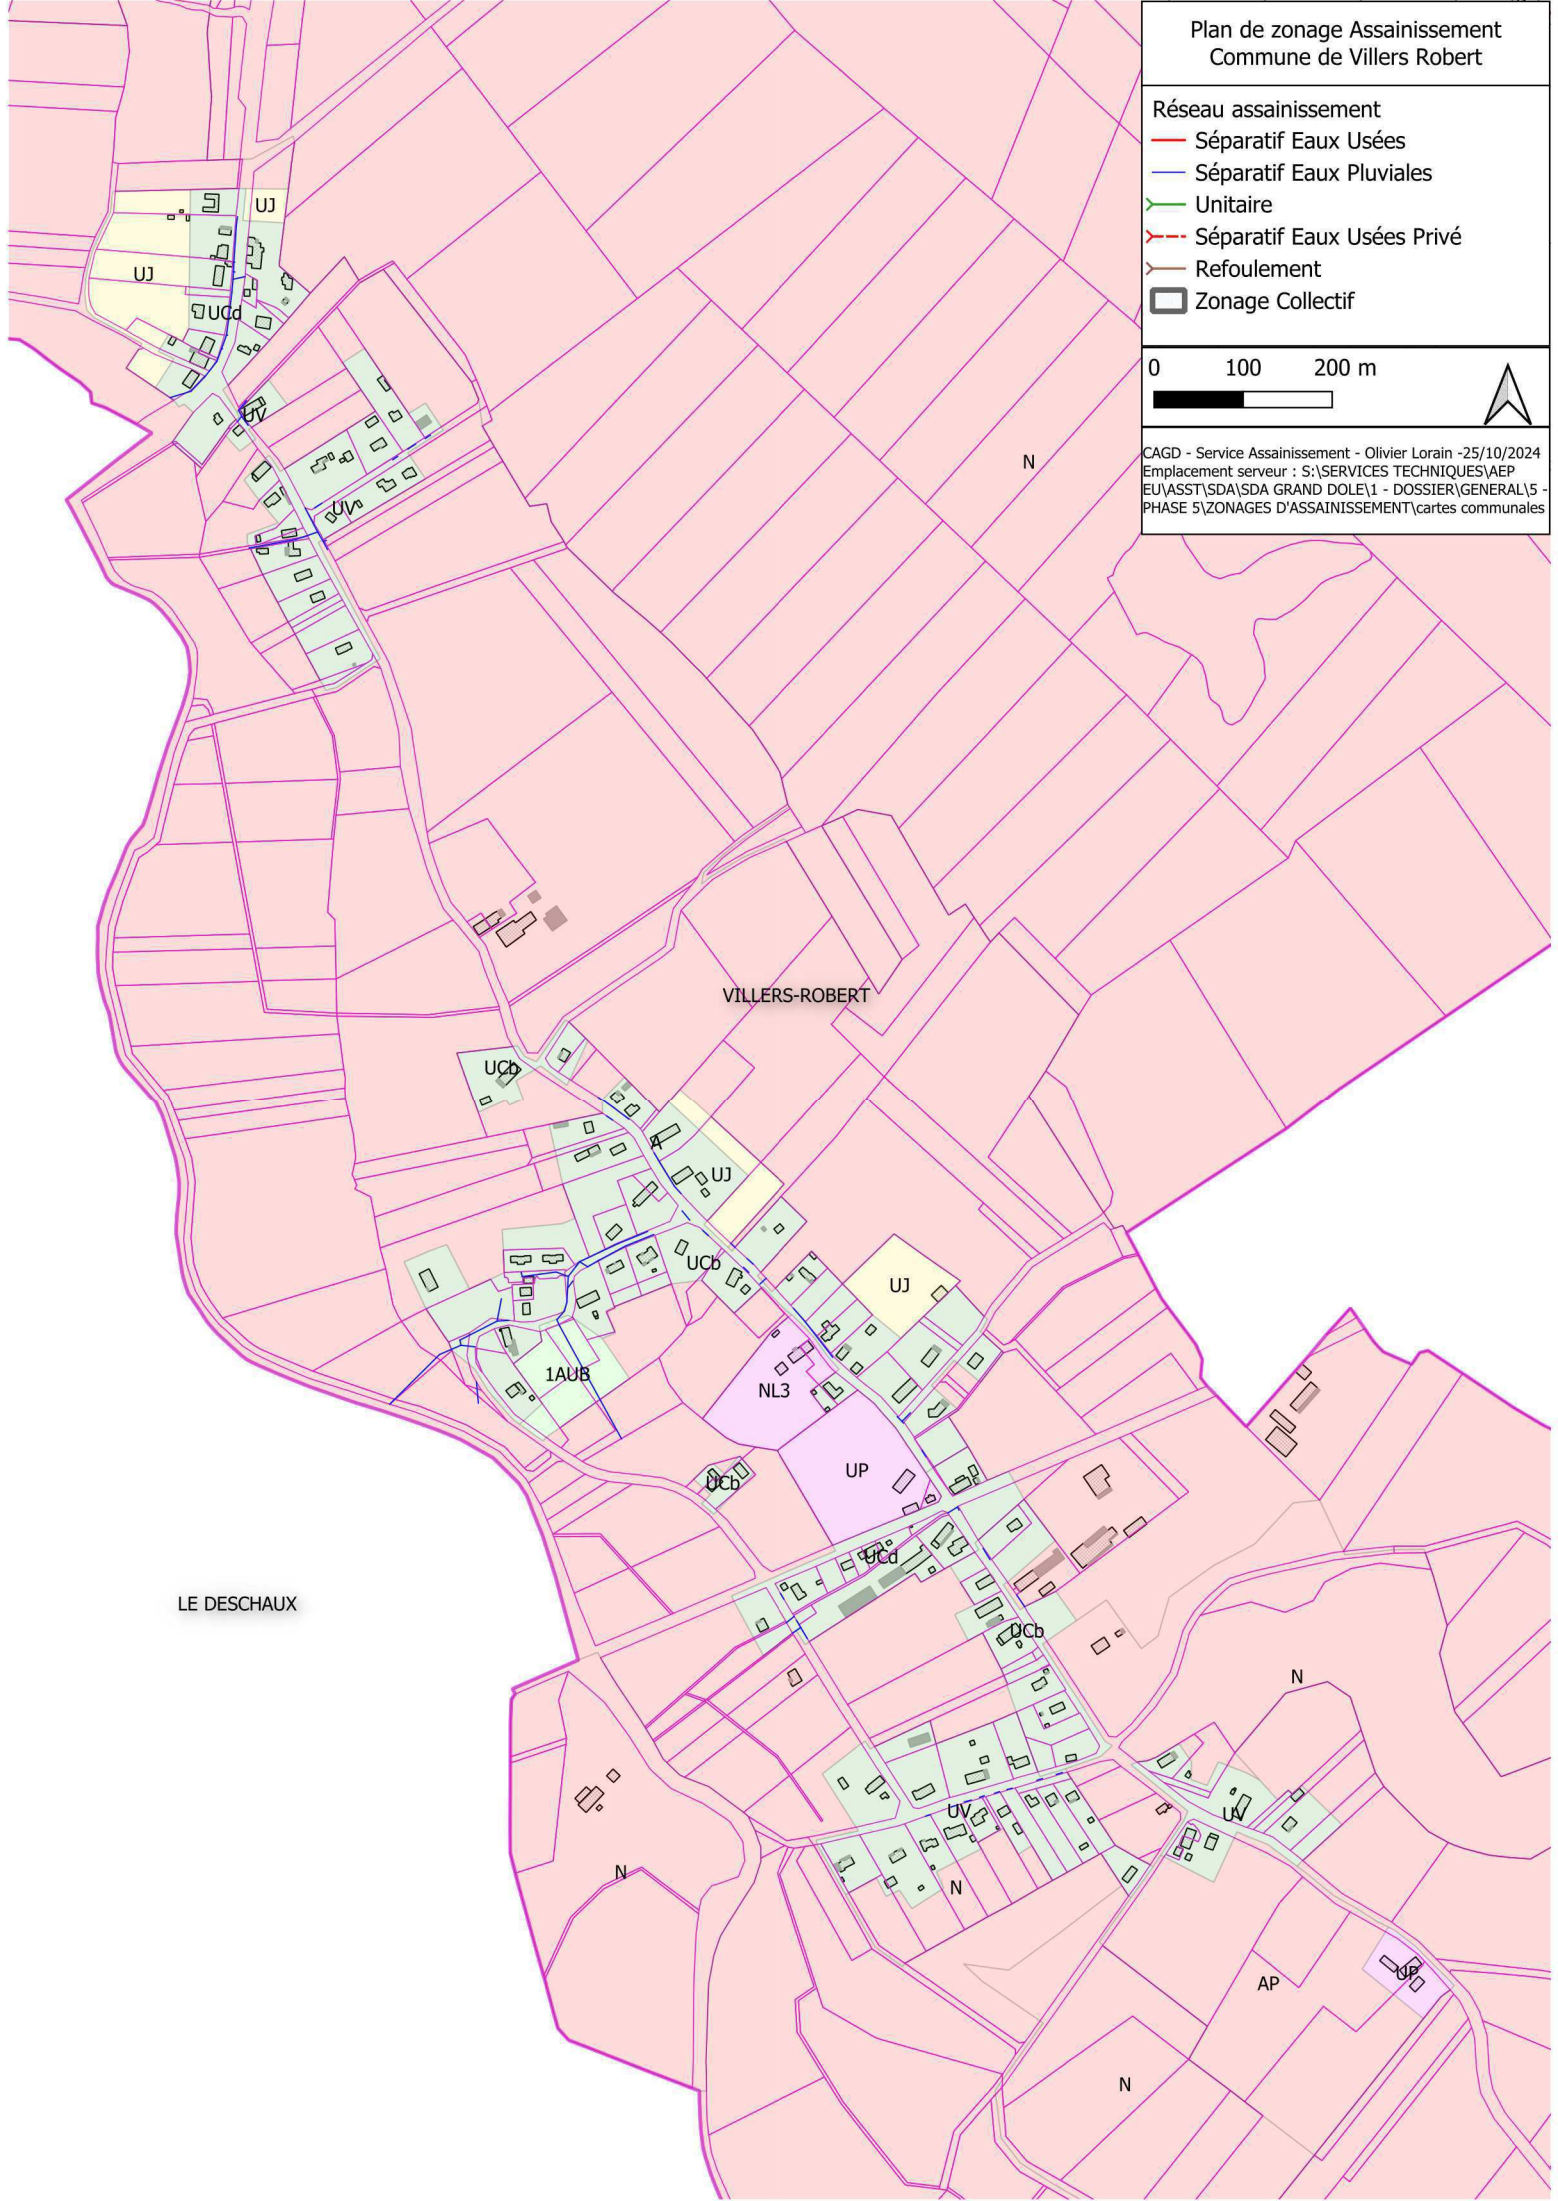 Plan de zonage Assainissement
Commune de Villers Robert
Réseau assainissement
Séparatif Eaux Usées
Séparatif Eaux Pluviales
Unitaire
Séparatif Eaux Usées Privé
Refoulement
Zonage Collectif
0 100 200 m
CAGD - Service Assainissement - Olivier Lorain -25/10/2024
Emplacement serveur : S:\SERVICES TECHNIQUES\AEP
EU\ASST\SDA\SDA GRAND DOLE\1 - DOSSIER\GENERAL\5 -
PHASE 5\ZONAGES D'ASSAINISSEMENT\cartes communales
UJ
UJ
UCd
UV
N
UV
VILLERS-ROBERT
UCb
A
UJ
UCb
UJ
1AUB
NL3
UP
UCb
UCd
LE DESCHAUX
UCb
N
UV
UV
N
N
AP
UP
N